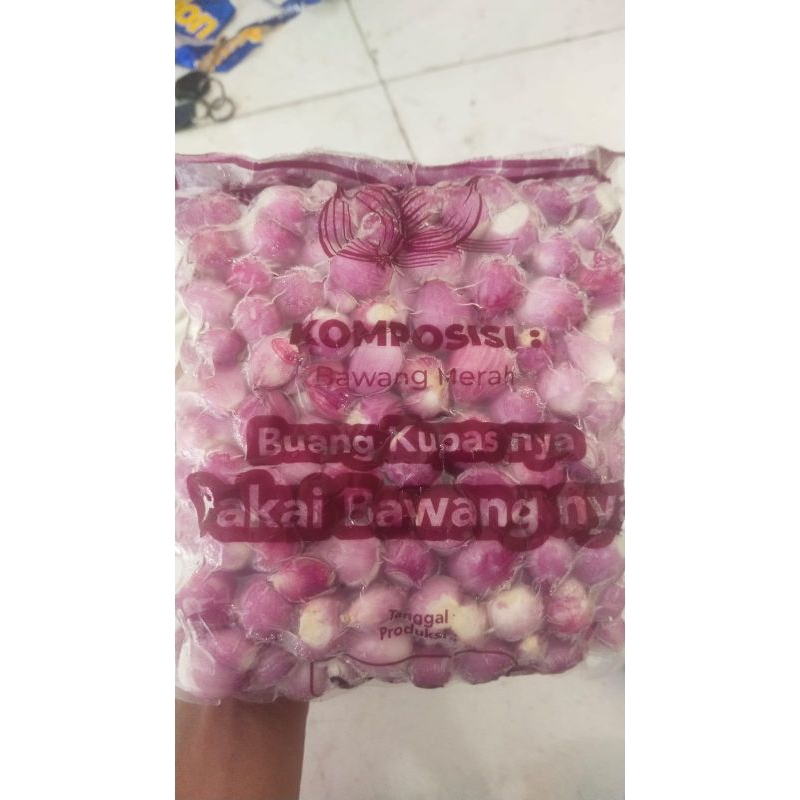 KOMPOSISI :
Bawang Merah
Buang Kupas nya
Pakai Bawang nya
Tanggal
Produksi :